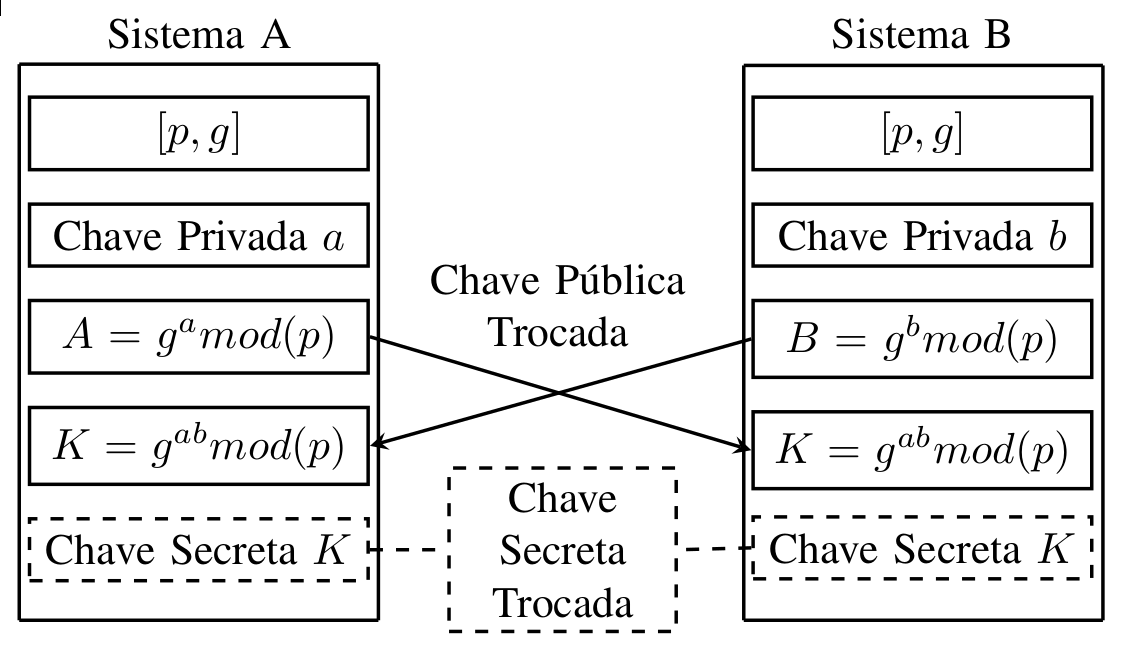 Sistema A
[p, g]
Chave Privada a
A = g^a mod(p)
K = g^{ab} mod(p)
Chave Secreta K
Chave Pública
Trocada
Chave
Secreta
Trocada
Sistema B
[p, g]
Chave Privada b
B = g^b mod(p)
K = g^{ab} mod(p)
Chave Secreta K